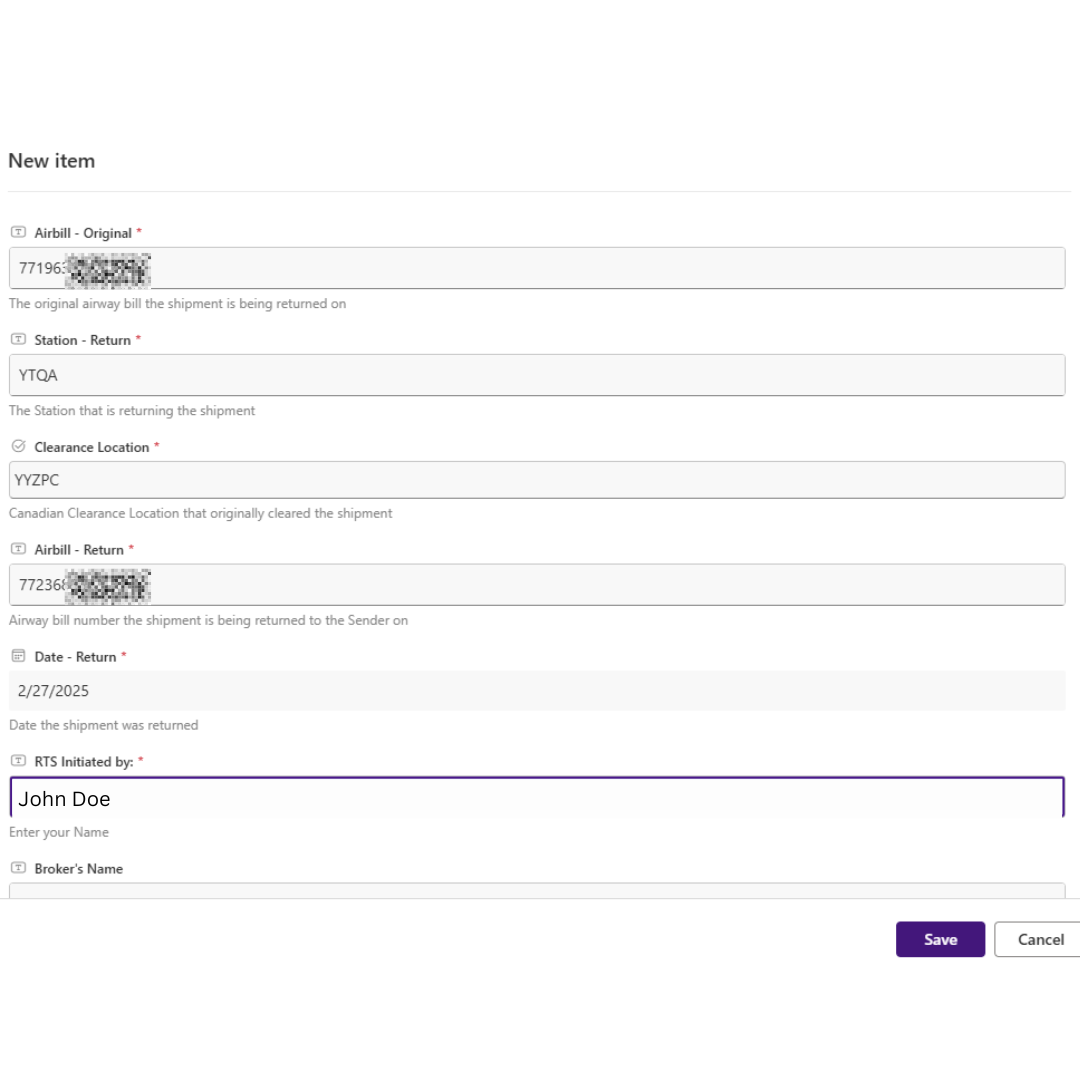 New item
Airbill - Original *
77196
The original airway bill the shipment is being returned on
Station - Return *
YTQA
The Station that is returning the shipment
Clearance Location *
YYZPC
Canadian Clearance Location that originally cleared the shipment
Airbill - Return *
77236
Airway bill number the shipment is being returned to the Sender on
Date - Return *
2/27/2025
Date the shipment was returned
RTS Initiated by: *
John Doe
Enter your Name
Broker's Name
Save
Cancel